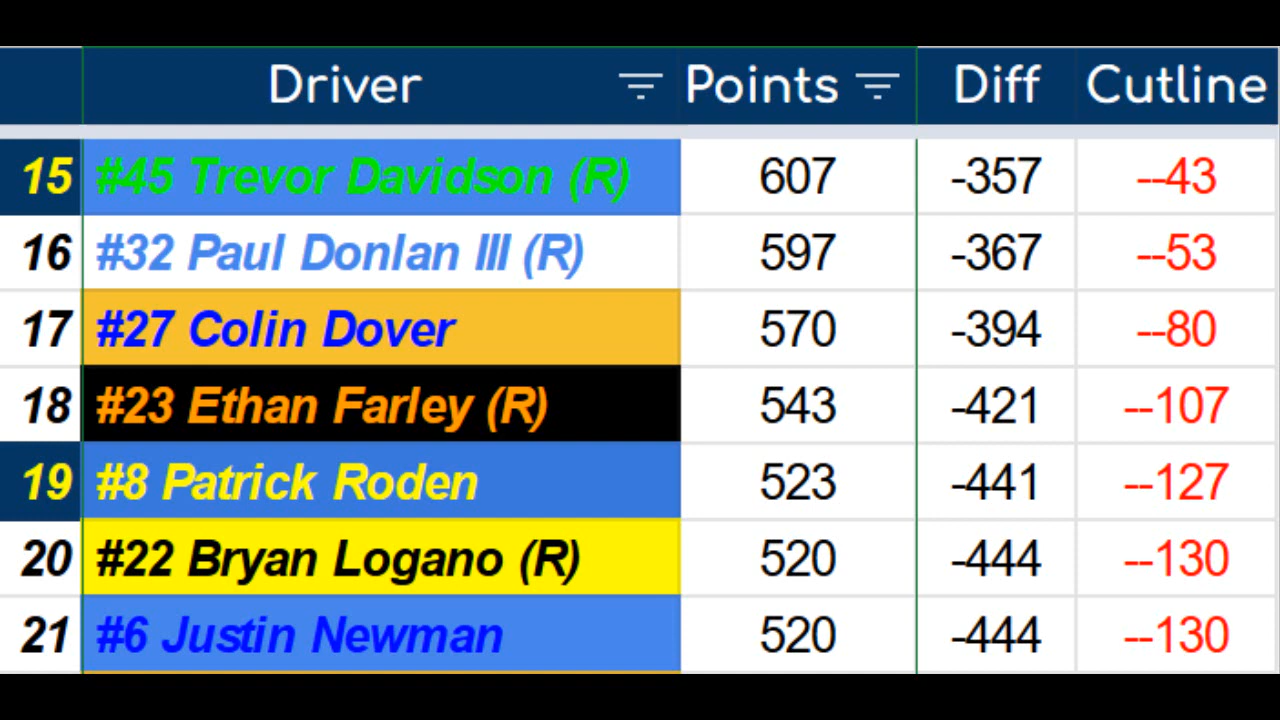 Driver Points Diff Cutline
15 #45 Trevor Davidson (R) 607 -357 --43
16 #32 Paul Donlan III (R) 597 -367 --53
17 #27 Colin Dover 570 -394 --80
18 #23 Ethan Farley (R) 543 -421 --107
19 #8 Patrick Roden 523 -441 --127
20 #22 Bryan Logano (R) 520 -444 --130
21 #6 Justin Newman 520 -444 --130